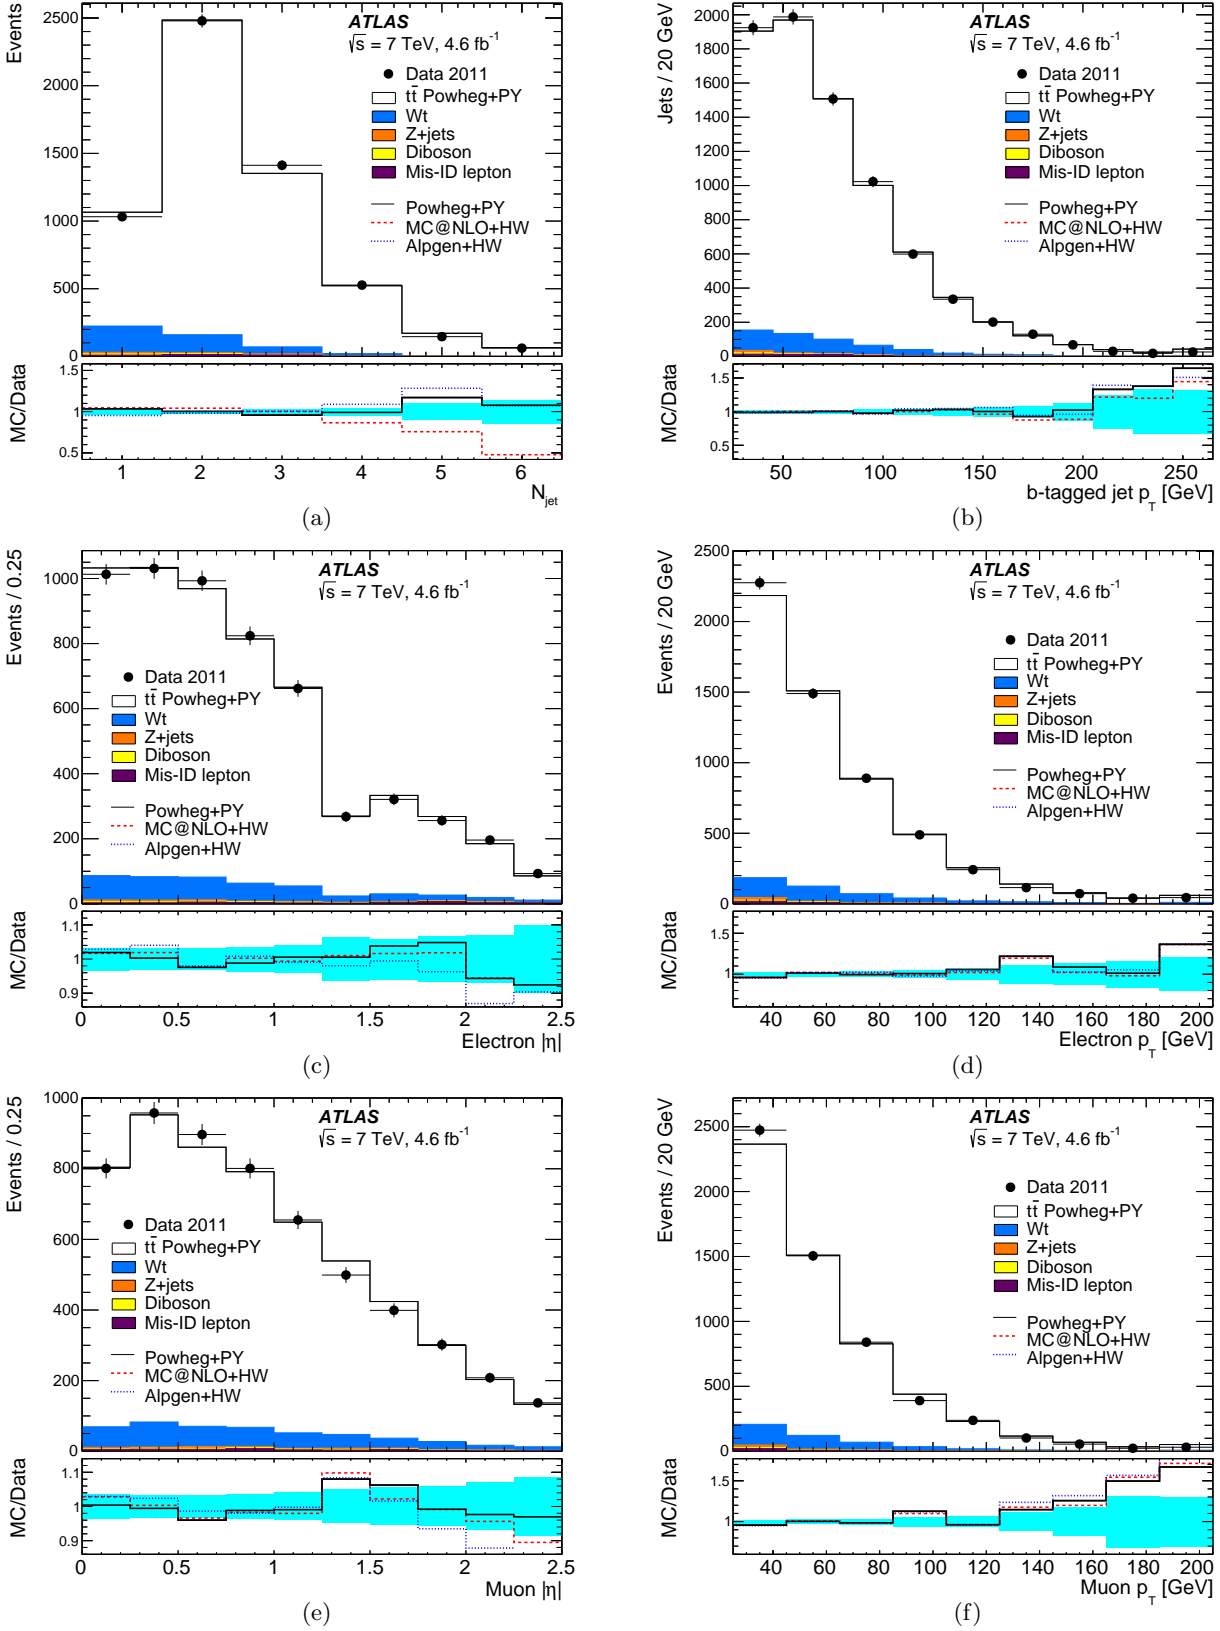 Events
2500
2000
1500
1000
500
0
ATLAS
√s = 7 TeV, 4.6 fb⁻¹
Data 2011
tt̄ Powheg+PY
Wt
Z+jets
Diboson
Mis-ID lepton
Powheg+PY
MC@NLO+HW
Alpgen+HW
MC/Data
1.5
1
0.5
1 2 3 4 5 6
N_jet
(a)
Jets / 20 GeV
2000
1800
1600
1400
1200
1000
800
600
400
200
0
ATLAS
√s = 7 TeV, 4.6 fb⁻¹
Data 2011
tt̄ Powheg+PY
Wt
Z+jets
Diboson
Mis-ID lepton
Powheg+PY
MC@NLO+HW
Alpgen+HW
MC/Data
1.5
1
0.5
50 100 150 200 250
b-tagged jet p_T [GeV]
(b)
Events / 0.25
1000
800
600
400
200
0
ATLAS
√s = 7 TeV, 4.6 fb⁻¹
Data 2011
tt̄ Powheg+PY
Wt
Z+jets
Diboson
Mis-ID lepton
Powheg+PY
MC@NLO+HW
Alpgen+HW
MC/Data
1.1
1
0.9
0 0.5 1 1.5 2 2.5
Electron |η|
(c)
Events / 20 GeV
2500
2000
1500
1000
500
0
ATLAS
√s = 7 TeV, 4.6 fb⁻¹
Data 2011
tt̄ Powheg+PY
Wt
Z+jets
Diboson
Mis-ID lepton
Powheg+PY
MC@NLO+HW
Alpgen+HW
MC/Data
1.5
1
40 60 80 100 120 140 160 180 200
Electron p_T [GeV]
(d)
Events / 0.25
1000
800
600
400
200
0
ATLAS
√s = 7 TeV, 4.6 fb⁻¹
Data 2011
tt̄ Powheg+PY
Wt
Z+jets
Diboson
Mis-ID lepton
Powheg+PY
MC@NLO+HW
Alpgen+HW
MC/Data
1.1
1
0.9
0 0.5 1 1.5 2 2.5
Muon |η|
(e)
Events / 20 GeV
2500
2000
1500
1000
500
0
ATLAS
√s = 7 TeV, 4.6 fb⁻¹
Data 2011
tt̄ Powheg+PY
Wt
Z+jets
Diboson
Mis-ID lepton
Powheg+PY
MC@NLO+HW
Alpgen+HW
MC/Data
1.5
1
40 60 80 100 120 140 160 180 200
Muon p_T [GeV]
(f)